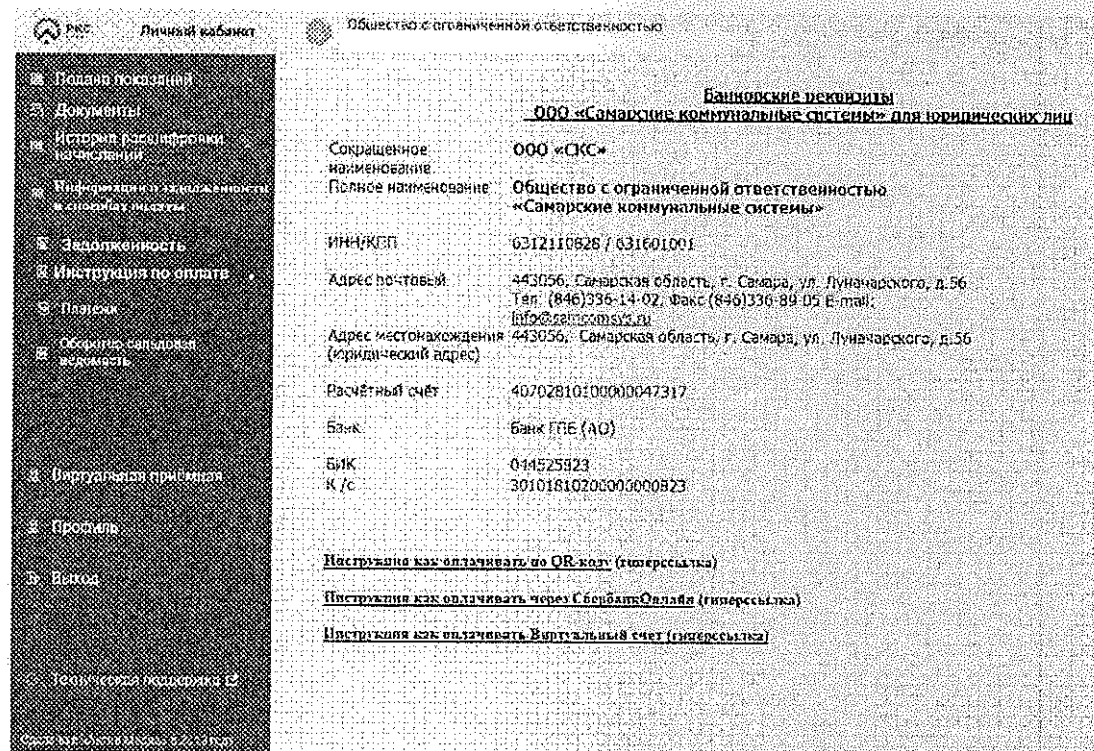 РКС Личный кабинет
Общество с ограниченной ответственностью
Подача показаний
Документы
История расшифровки
начислений
Информация о задолженности
и способах оплаты
Задолженность
Инструкция по оплате
Платежи
Оборотно сальдовая
ведомость
Виртуальная приемная
Профиль
Выход
Техническая поддержка
Банковские реквизиты
ООО «Самарские коммунальные системы» для юридических лиц
Сокращенное
наименование
ООО «СКС»
Полное наименование
Общество с ограниченной ответственностью
«Самарские коммунальные системы»
ИНН/КПП
6312110828 / 631601001
Адрес почтовый
443056, Самарская область, г. Самара, ул. Луначарского, д.56
Тел. (846)336-14-02, Факс (846)336-89-05 E-mail:
info@samcomsys.ru
Адрес местонахождения
(юридический адрес)
443056, Самарская область, г. Самара, ул. Луначарского, д.56
Расчётный счёт
40702810100000047317
Банк
Банк ГПБ (АО)
БИК
044525823
К /с
30101810200000000823
Инструкция как оплачивать по QR-коду (гиперссылка)
Инструкция как оплачивать через СбербанкОнлайн (гиперссылка)
Инструкция как оплачивать Виртуальный счет (гиперссылка)